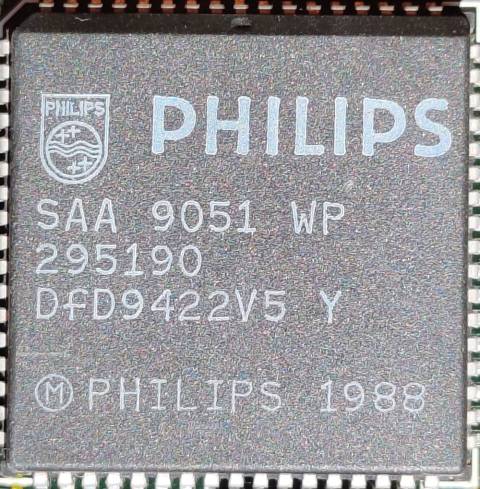 PHILIPS
PHILIPS
SAA 9051 WP
295190
DfD9422V5 Y
Ⓜ PHILIPS 1988